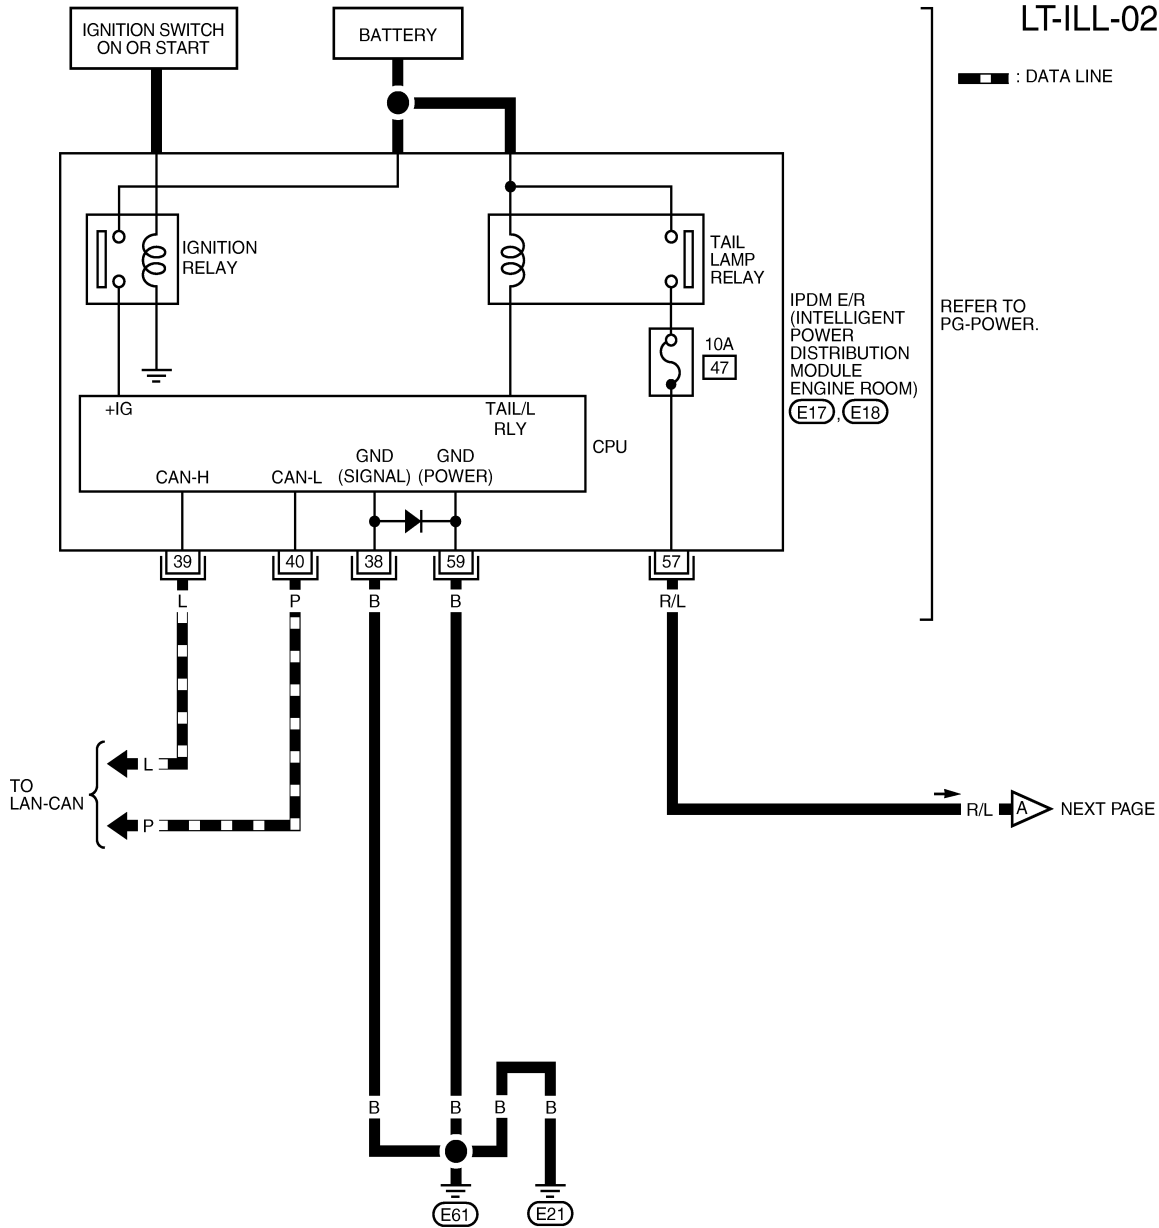 LT-ILL-02
IGNITION SWITCH
ON OR START
BATTERY
: DATA LINE
IGNITION
RELAY
TAIL
LAMP
RELAY
IPDM E/R
(INTELLIGENT
POWER
DISTRIBUTION
MODULE
ENGINE ROOM)
E17 , E18
REFER TO
PG-POWER.
10A
47
+IG
TAIL/L
RLY
CPU
CAN-H
CAN-L
GND
(SIGNAL)
GND
(POWER)
39
40
38
59
57
L
P
B
B
R/L
TO
LAN-CAN
L
P
R/L
A
NEXT PAGE
B
B
B
B
E61
E21